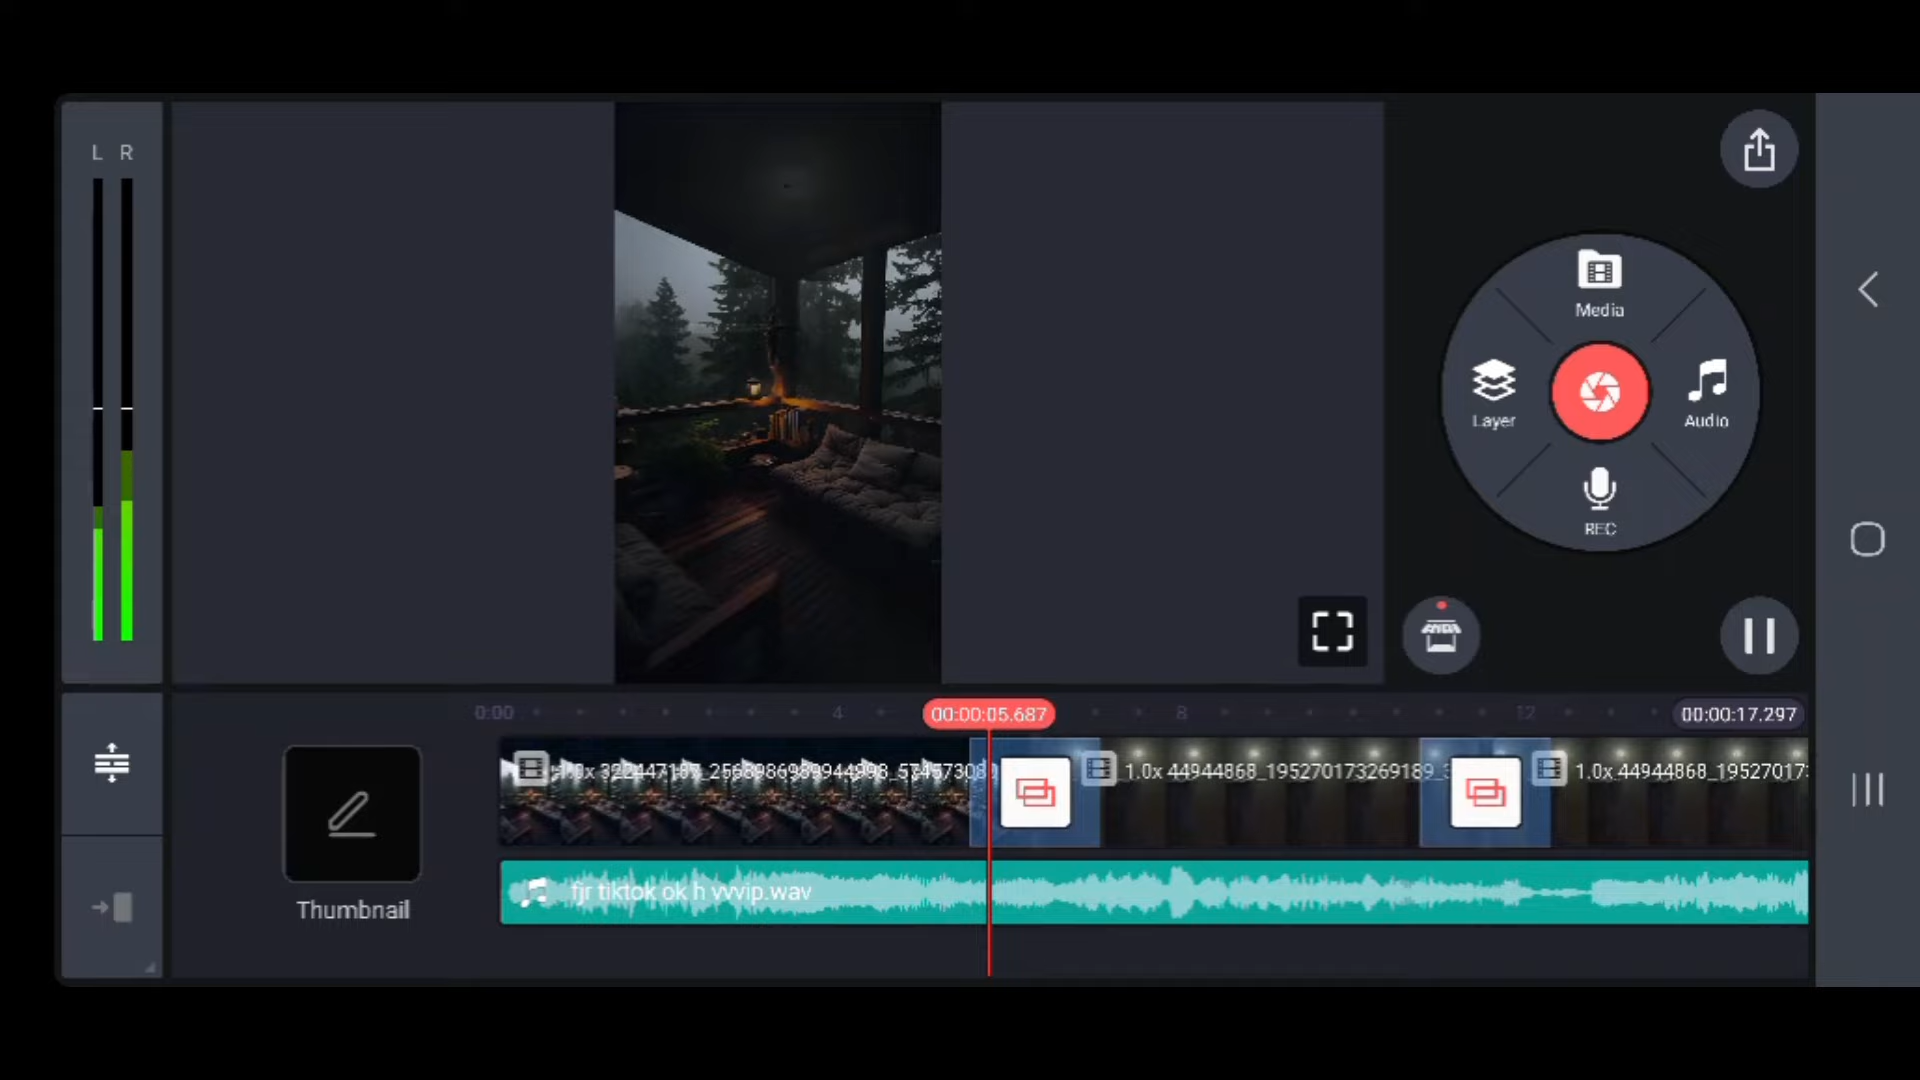 L R
Media
Layer
Audio
REC
0:00
4
00:00:05.687
8
12
00:00:17.297
1.0x 44944868_195270173269189_
1.0x 44944868_19527017
fjr tiktok ok h vvvip.wav
Thumbnail